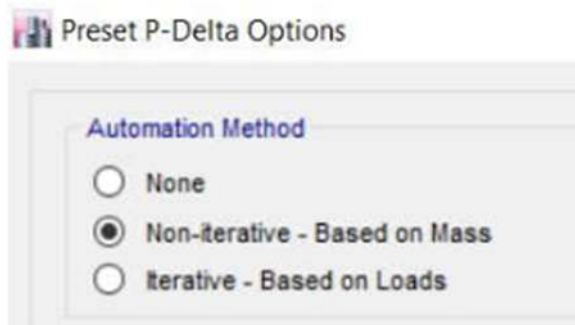 Preset P-Delta Options
Automation Method
None
Non-iterative - Based on Mass
Iterative - Based on Loads